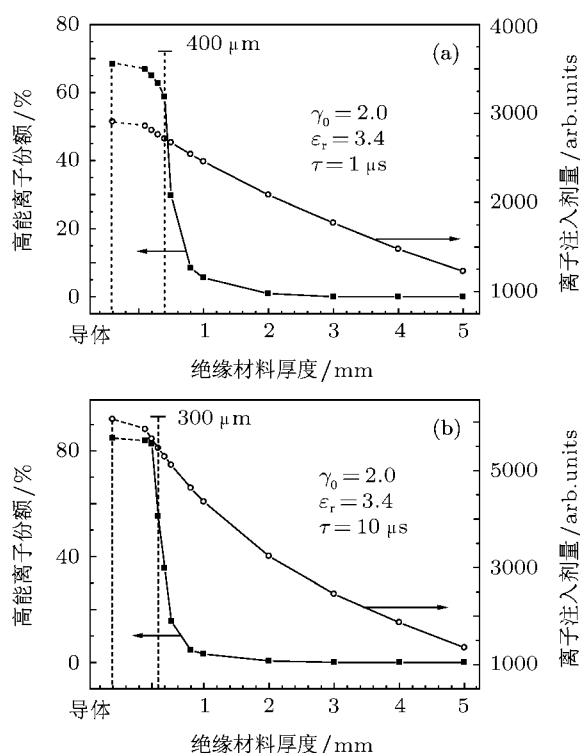 80
70
60
50
40
30
20
10
0
高能离子份额/%
400 μm
(a)
γ₀ = 2.0
εᵣ = 3.4
τ = 1 μs
4000
3000
2000
1000
离子注入剂量/arb.units
导体
1
2
3
4
5
绝缘材料厚度/mm
80
40
0
高能离子份额/%
300 μm
(b)
γ₀ = 2.0
εᵣ = 3.4
τ = 10 μs
5000
3000
1000
离子注入剂量/arb.units
导体
1
2
3
4
5
绝缘材料厚度/mm